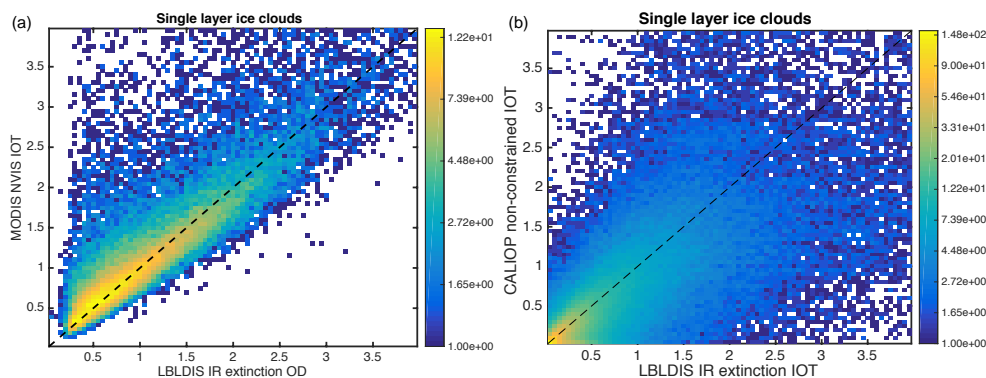 (a)
Single layer ice clouds
MODIS NVIS IOT
3.5
3
2.5
2
1.5
1
0.5
0.5 1 1.5 2 2.5 3 3.5
LBLDIS IR extinction OD
1.22e+01
7.39e+00
4.48e+00
2.72e+00
1.65e+00
1.00e+00
(b)
Single layer ice clouds
CALIOP non-constrained IOT
3.5
3
2.5
2
1.5
1
0.5
0.5 1 1.5 2 2.5 3 3.5
LBLDIS IR extinction IOT
1.48e+02
9.00e+01
5.46e+01
3.31e+01
2.01e+01
1.22e+01
7.39e+00
4.48e+00
2.72e+00
1.65e+00
1.00e+00